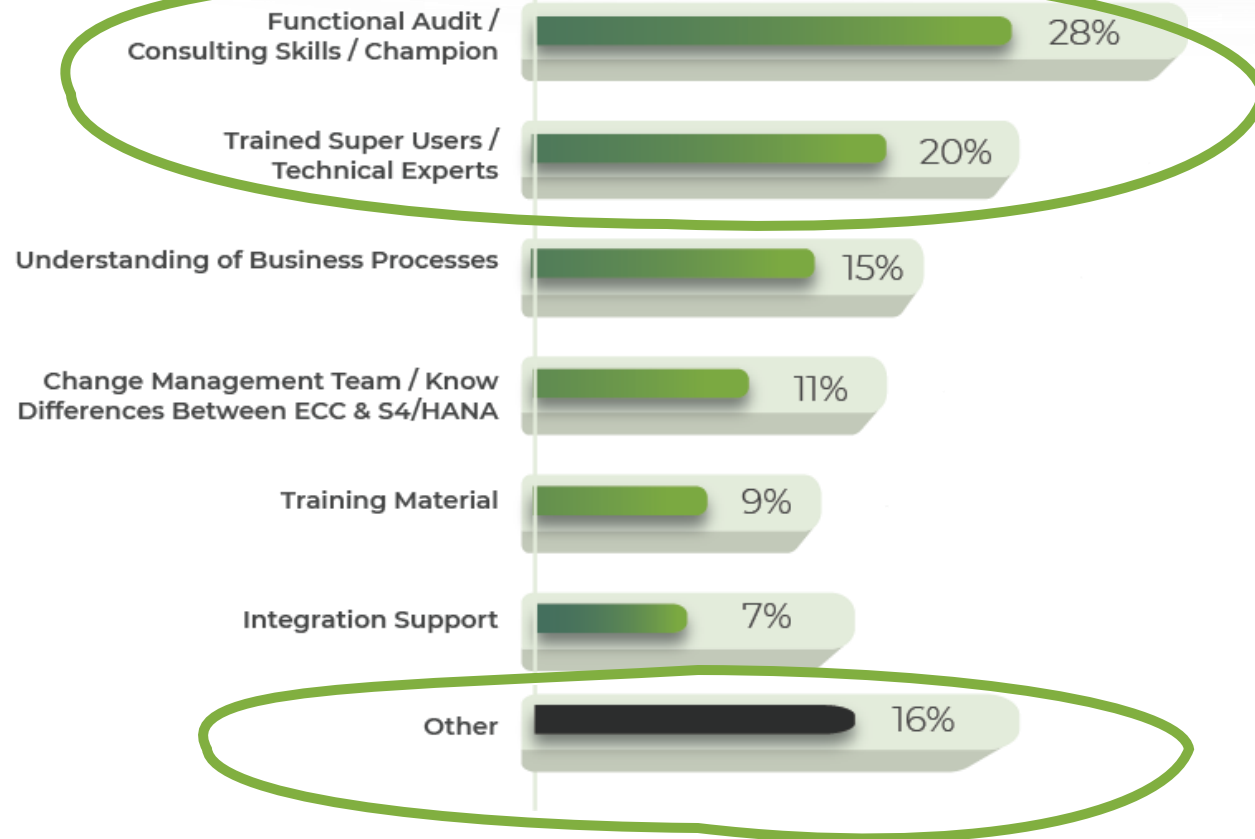 Functional Audit /
Consulting Skills / Champion
28%
Trained Super Users /
Technical Experts
20%
Understanding of Business Processes
15%
Change Management Team / Know
Differences Between ECC & S4/HANA
11%
Training Material
9%
Integration Support
7%
Other
16%